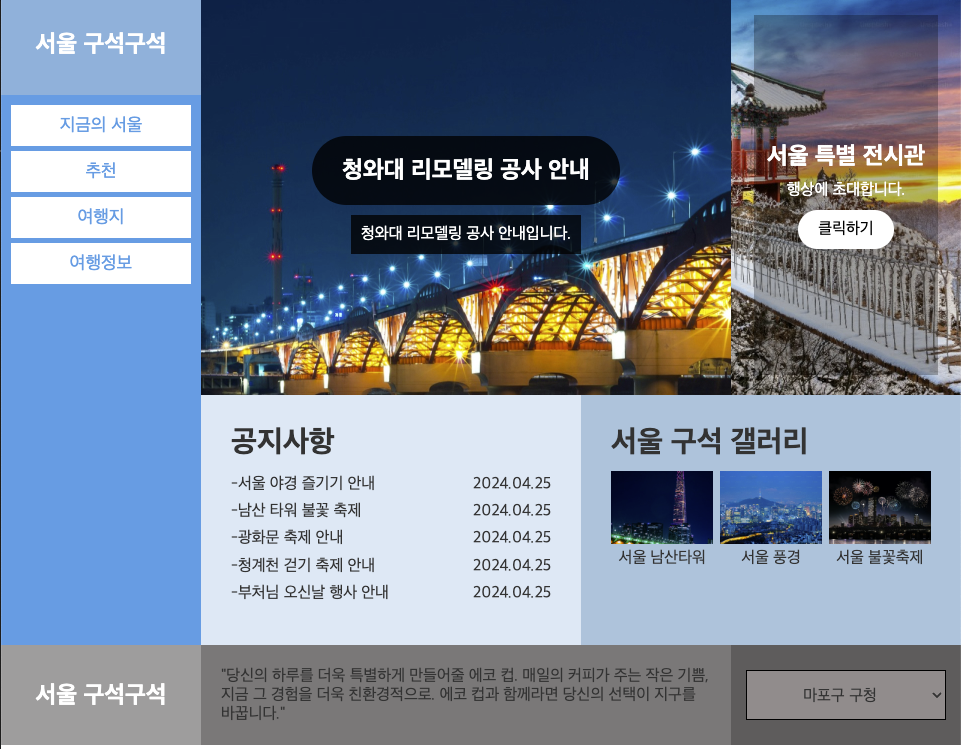 서울 구석구석
지금의 서울
추천
여행지
여행정보
청와대 리모델링 공사 안내
청와대 리모델링 공사 안내입니다.
서울 특별 전시관
행상에 초대합니다.
클릭하기
공지사항
-서울 야경 즐기기 안내 2024.04.25
-남산 타워 불꽃 축제 2024.04.25
-광화문 축제 안내 2024.04.25
-청계천 걷기 축제 안내 2024.04.25
-부처님 오신날 행사 안내 2024.04.25
서울 구석 갤러리
서울 남산타워 서울 풍경 서울 불꽃축제
서울 구석구석
"당신의 하루를 더욱 특별하게 만들어줄 에코 컵. 매일의 커피가 주는 작은 기쁨,
지금 그 경험을 더욱 친환경적으로. 에코 컵과 함께라면 당신의 선택이 지구를
바꿉니다."
마포구 구청